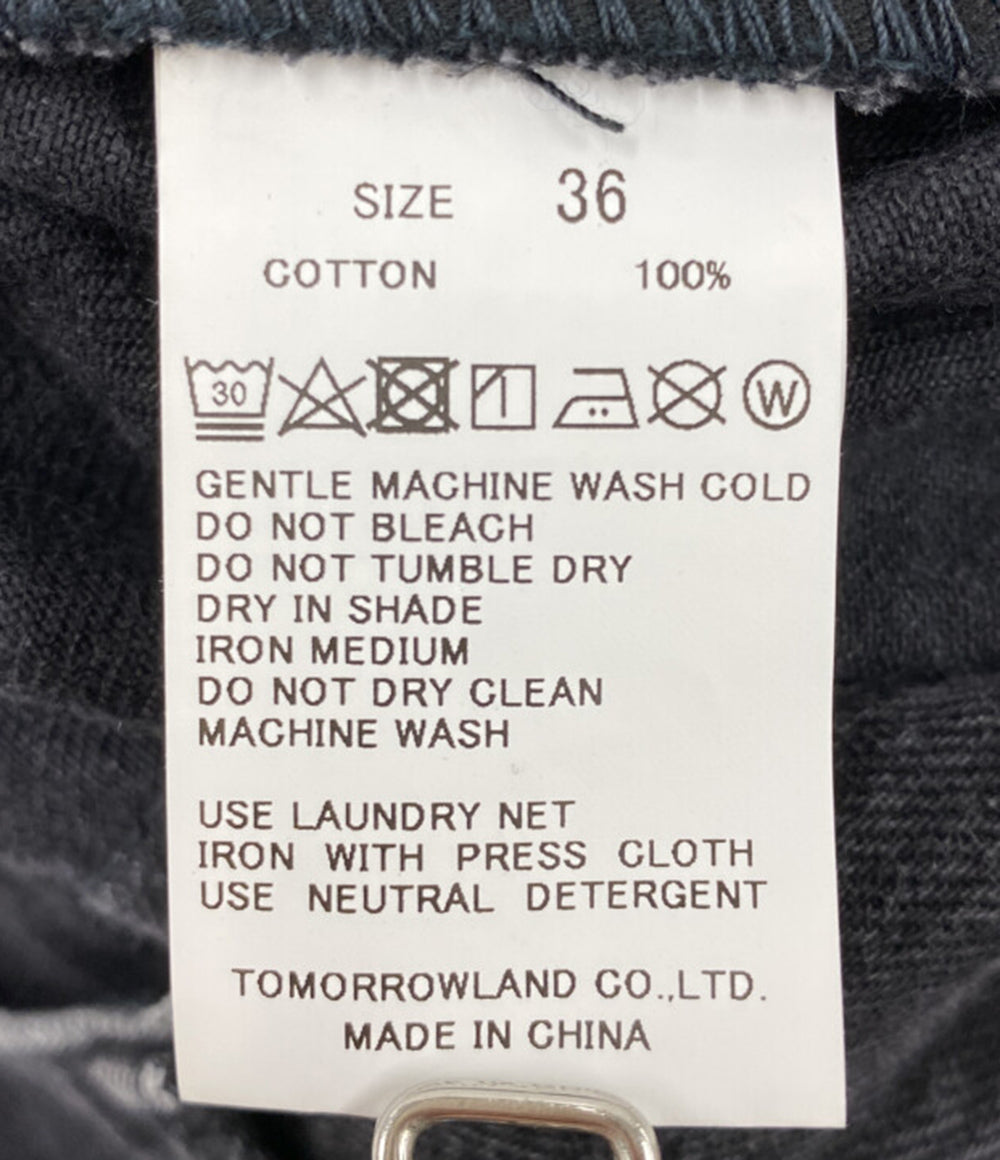 SIZE 36
COTTON 100%
30 W
GENTLE MACHINE WASH COLD
DO NOT BLEACH
DO NOT TUMBLE DRY
DRY IN SHADE
IRON MEDIUM
DO NOT DRY CLEAN
MACHINE WASH
USE LAUNDRY NET
IRON WITH PRESS CLOTH
USE NEUTRAL DETERGENT
TOMORROWLAND CO.,LTD.
MADE IN CHINA